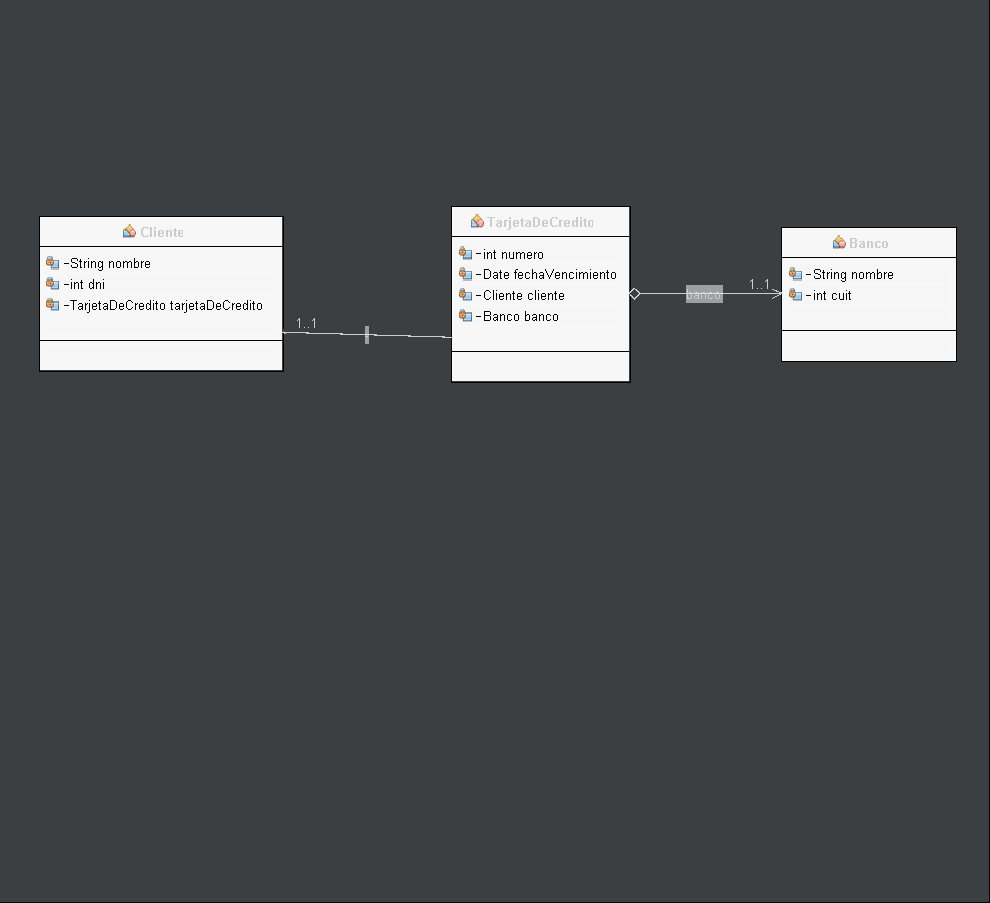 Cliente
-String nombre
-int dni
-TarjetaDeCredito tarjetaDeCredito
1..1
TarjetaDeCredito
-int numero
-Date fechaVencimiento
-Cliente cliente
-Banco banco
banco
1..1
Banco
-String nombre
-int cuit